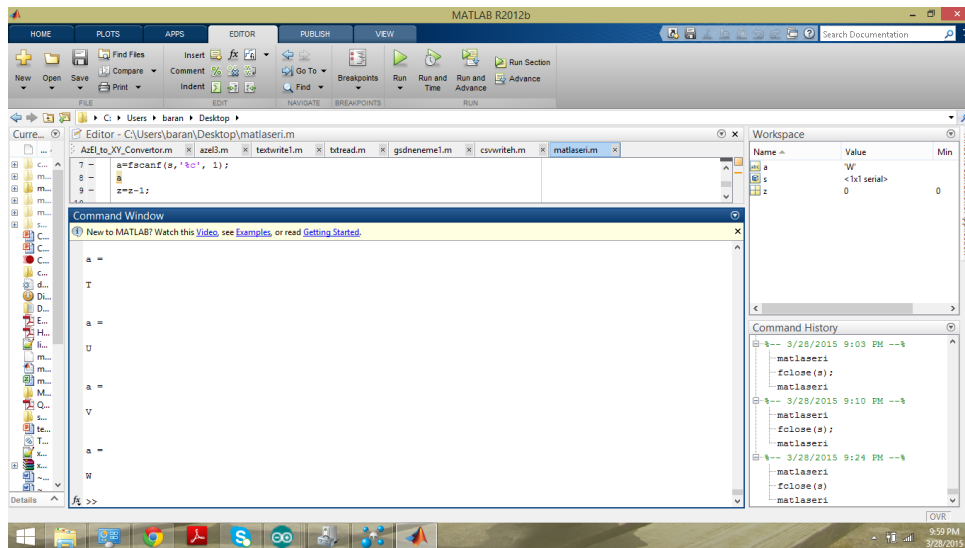 MATLAB R2012b
HOME PLOTS APPS EDITOR PUBLISH VIEW
Search Documentation
New Open Save
Find Files
Compare
Print
FILE
Insert fx
Comment
Indent
EDIT
Go To
Find
NAVIGATE
Breakpoints
BREAKPOINTS
Run Run and Time Run and Advance
Run Section
Advance
RUN
C: Users baran Desktop
Curre...
Editor - C:\Users\baran\Desktop\matlaseri.m
AzEl_to_XY_Convertor.m azel3.m textwrite1.m txtread.m gsdneneme1.m csvwriteh.m matlaseri.m
7 - a=fscanf(s,'%c', 1);
8 - a
9 - z=z-1;
10
Command Window
New to MATLAB? Watch this Video, see Examples, or read Getting Started.
a =
T
a =
U
a =
V
a =
W
fx >>
...
c...
m...
m...
m...
m...
s...
C...
C...
C...
c...
d...
Di...
D...
E...
H...
li...
m...
m...
m...
M...
Q...
s...
te...
T...
x...
x...
~...
~
Details
Workspace
Name Value Min
a 'W'
s <1x1 serial>
z 0 0
Command History
%-- 3/28/2015 9:03 PM --%
matlaseri
fclose(s);
matlaseri
%-- 3/28/2015 9:10 PM --%
matlaseri
fclose(s);
matlaseri
%-- 3/28/2015 9:24 PM --%
matlaseri
fclose(s)
matlaseri
OVR
9:59 PM
3/28/2015